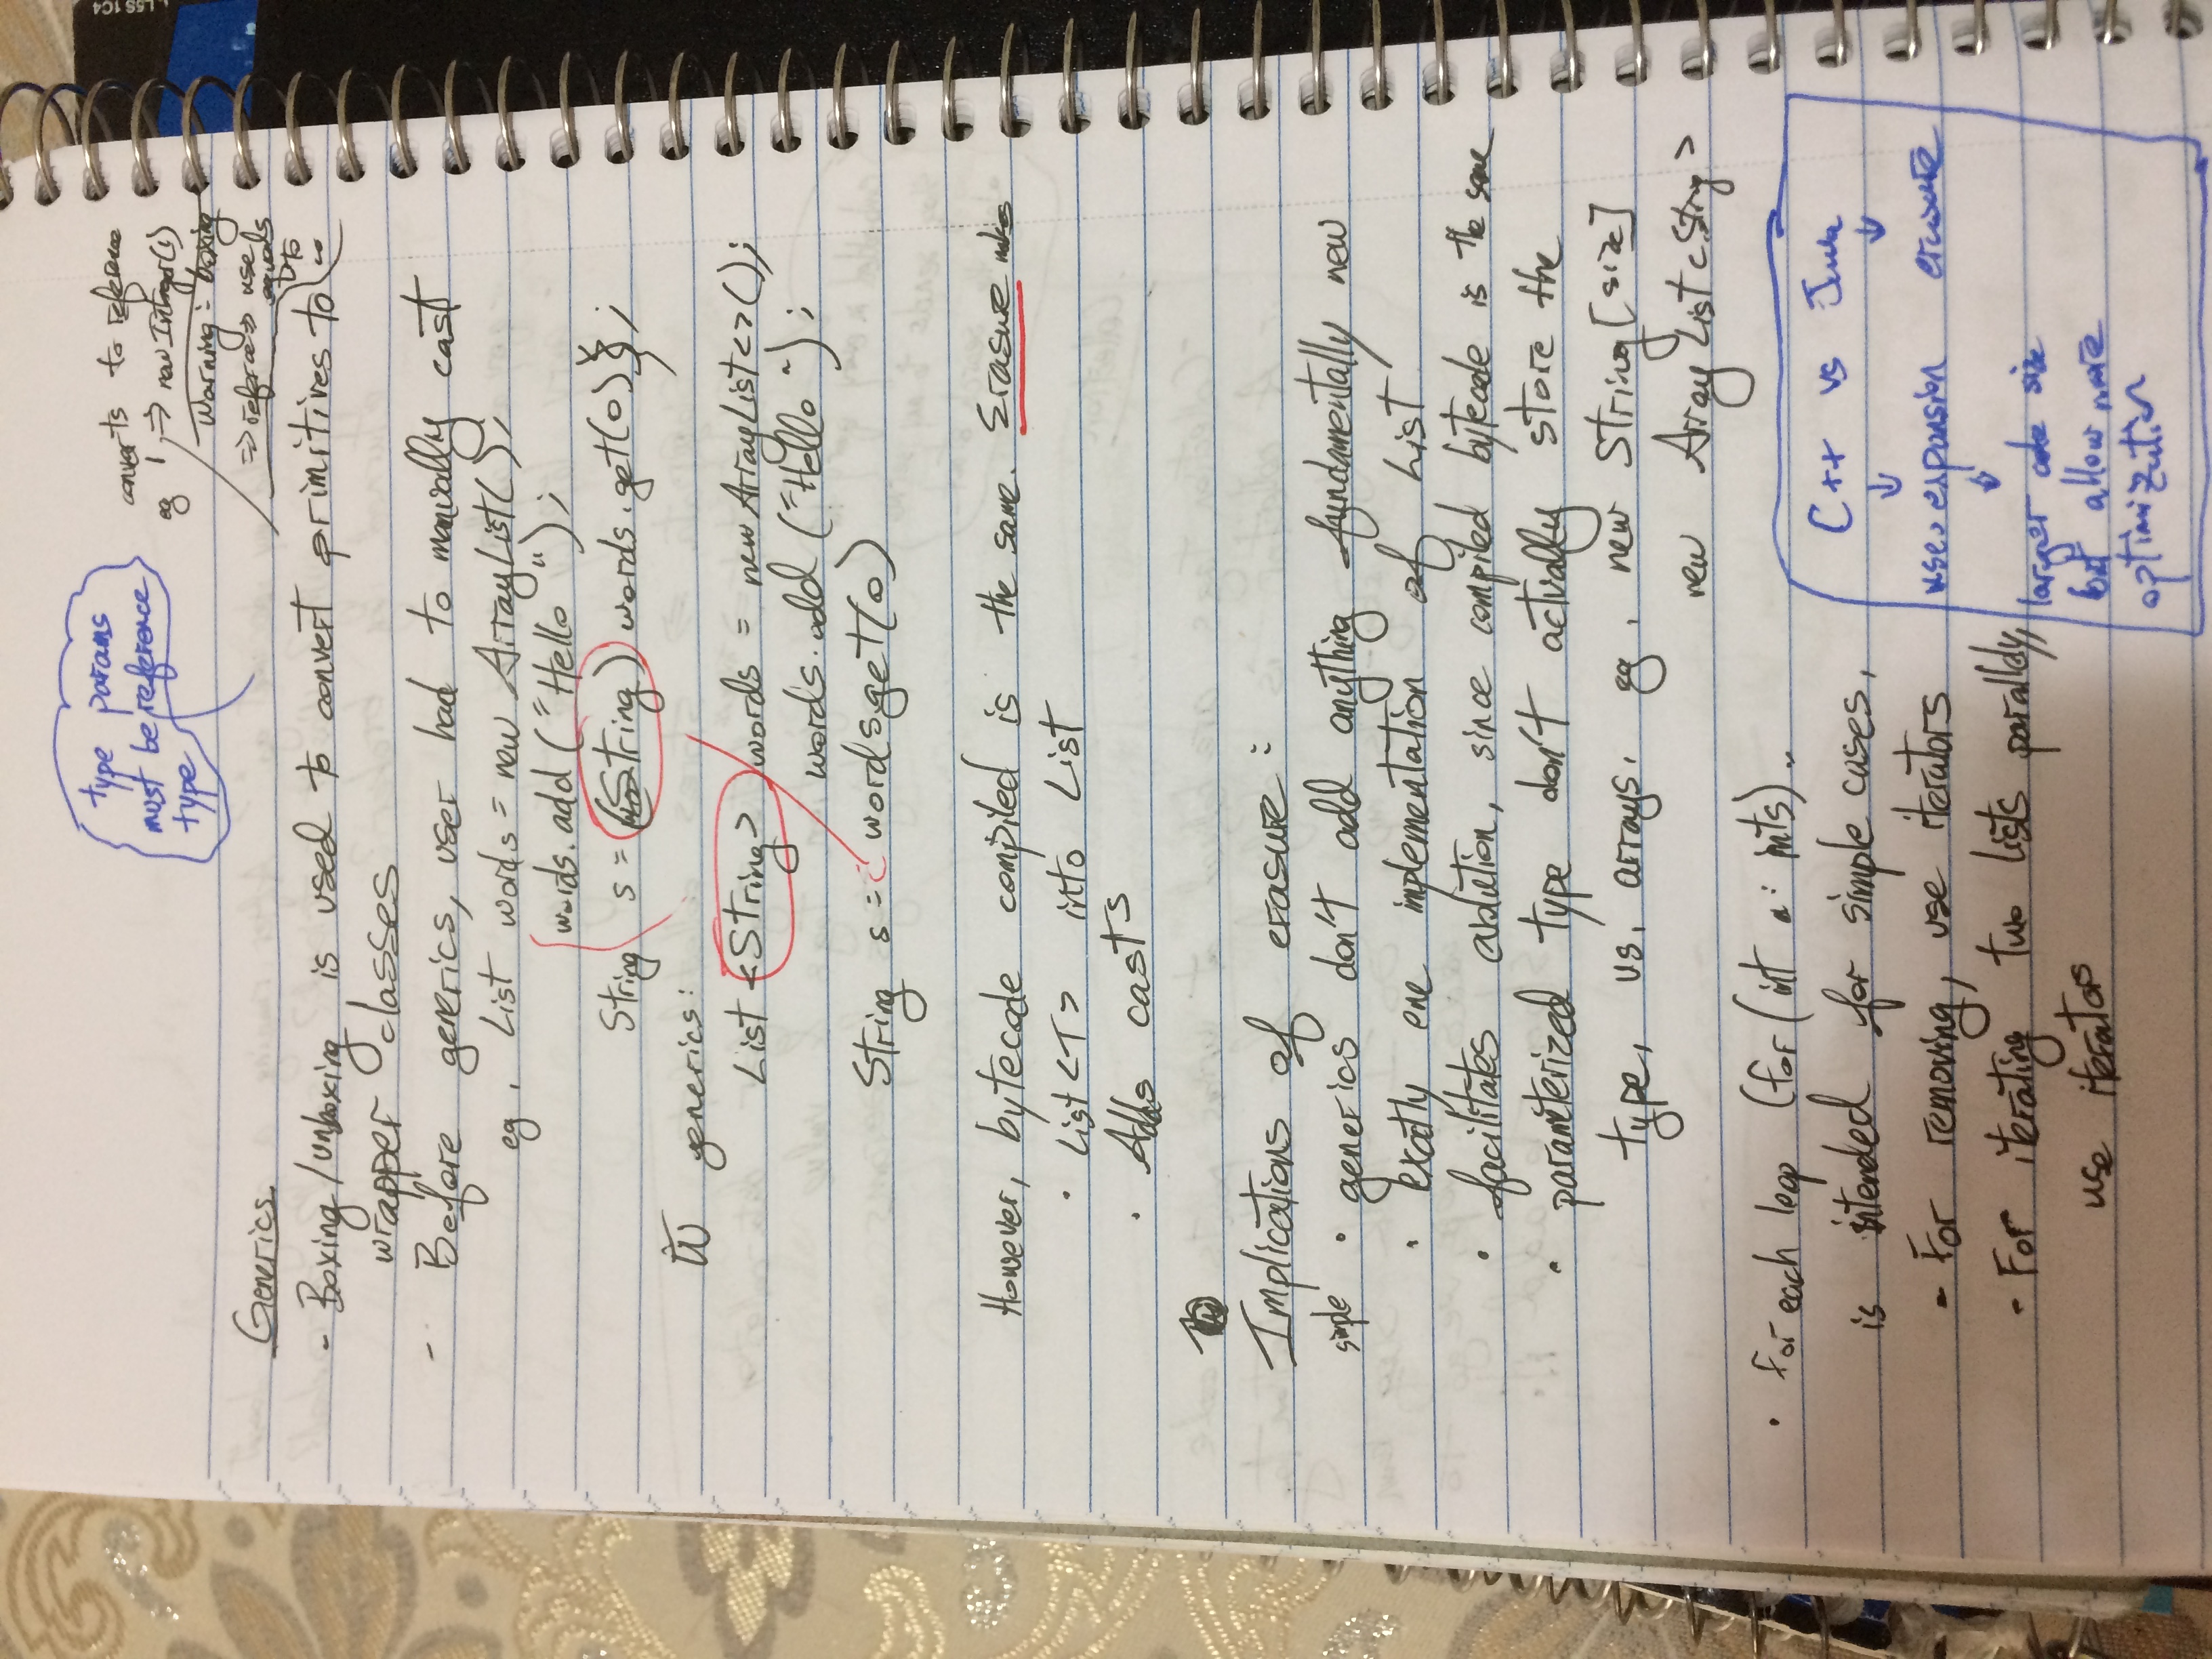 type params
must be reference
type
converts to reference
eg 1 => new Integer(1)
Warning: boxing
=> referece => use
equals
to
Generics
- Boxing/unboxing is used to convert primitives to
wrapper classes
- Before generics, user had to manually cast
eg. List words = new ArrayList();
words.add("Hello");
String s = (String) words.get(0)};
w generics:
List <String> words = new ArrayList<>();
words.add("Hello");
String s = words.get(0)
However, bytecode compiled is the same. Erasure makes
· List<T> into List
· Adds casts
Implications of erasure:
simple · generics don't add anything fundamentally new
· exactly one implementation of List
· facilitates evolution, since compiled bytecode is the same
· parameterized type don't actually store the
type, vs. arrays. eg. new String[size]
new ArrayList<String>
· For each loop (for(int a: ints)..
is intended for simple cases,
- For removing, use iterators
- For iterating two lists parallely,
use iterators
C++ vs Java
↓ ↓
uses expansion erasure
↓
larger code size
but allow more
optimization
L5S 1C4